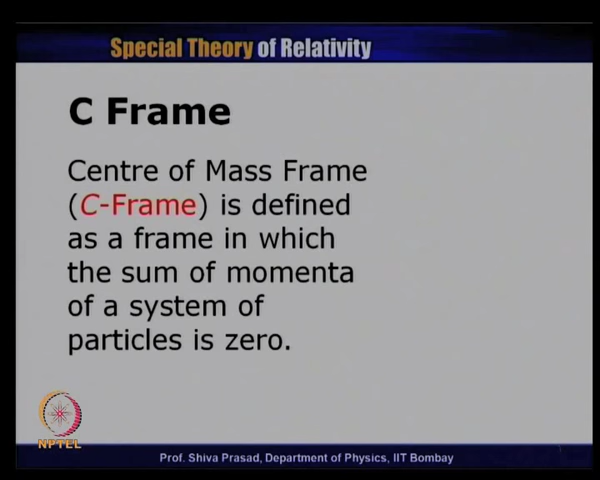 Special Theory of Relativity
C Frame
Centre of Mass Frame
(C-Frame) is defined
as a frame in which
the sum of momenta
of a system of
particles is zero.
NPTEL
Prof. Shiva Prasad, Department of Physics, IIT Bombay